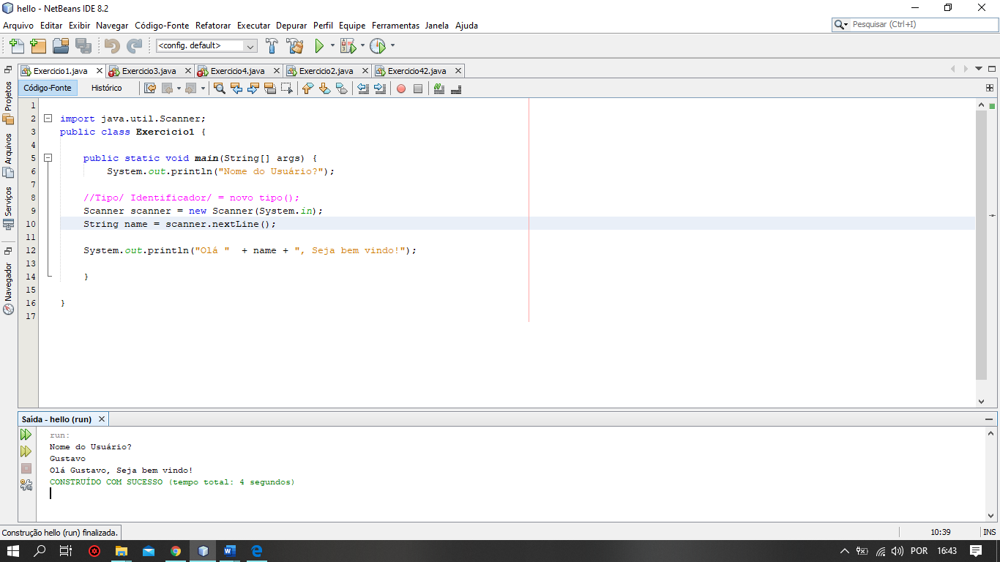 hello - NetBeans IDE 8.2
Arquivo Editar Exibir Navegar Código-Fonte Refatorar Executar Depurar Perfil Equipe Ferramentas Janela Ajuda
Pesquisar (Ctrl+I)
<config. default>
Exercicio1.java Exercicio3.java Exercicio4.java Exercicio2.java Exercicio42.java
Projetos
Arquivos
Serviços
Navegador
Código-Fonte Histórico
1
2 import java.util.Scanner;
3 public class Exercicio1 {
4
5 public static void main(String[] args) {
6 System.out.println("Nome do Usuário?");
7
8 //Tipo/ Identificador/ = novo tipo();
9 Scanner scanner = new Scanner(System.in);
10 String name = scanner.nextLine();
11
12 System.out.println("Olá "  + name + ", Seja bem vindo!");
13
14 }
15
16 }
17
Saída - hello (run)
run:
Nome do Usuário?
Gustavo
Olá Gustavo, Seja bem vindo!
CONSTRUÍDO COM SUCESSO (tempo total: 4 segundos)
Construção hello (run) finalizada.
10:39 INS
POR 16:43